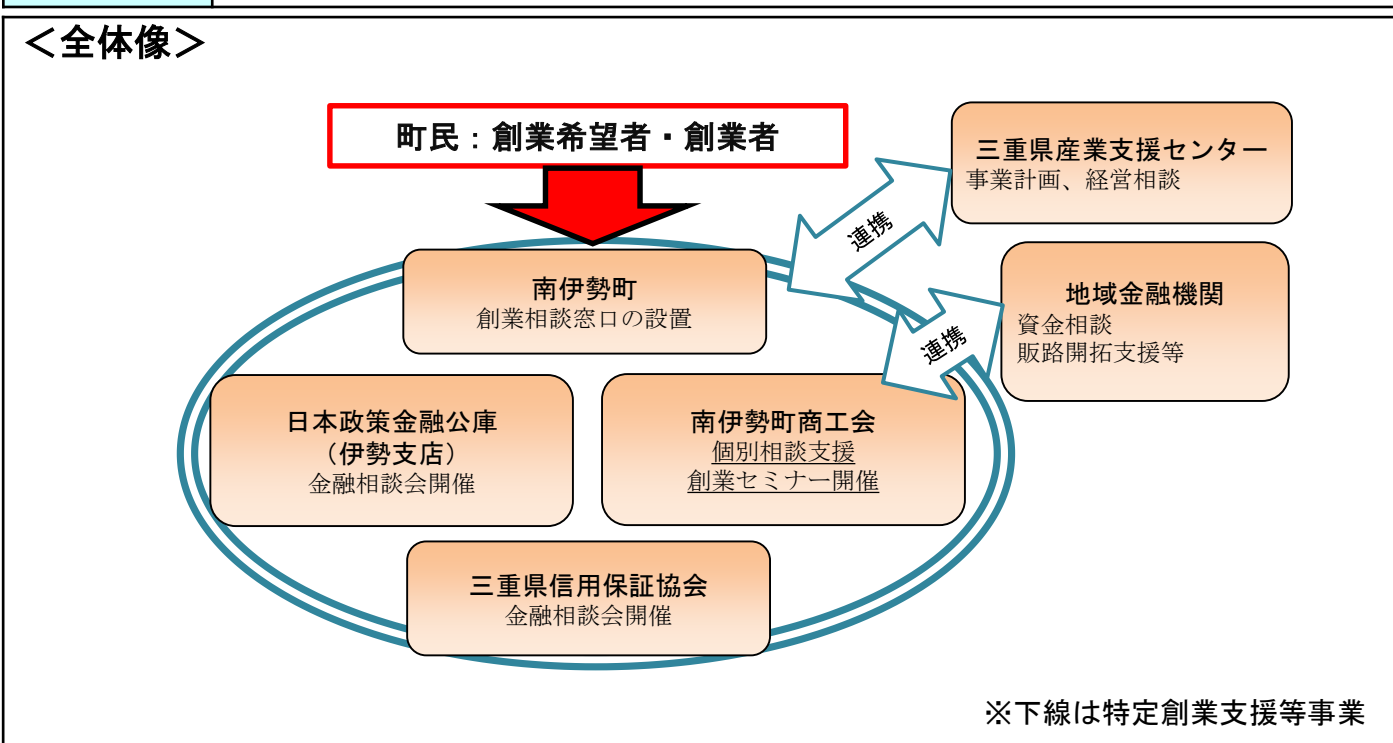 ＜全体像＞
町民：創業希望者・創業者
三重県産業支援センター
事業計画、経営相談
連携
南伊勢町
創業相談窓口の設置
地域金融機関
資金相談
販路開拓支援等
連携
日本政策金融公庫
（伊勢支店）
金融相談会開催
南伊勢町商工会
個別相談支援
創業セミナー開催
三重県信用保証協会
金融相談会開催
※下線は特定創業支援等事業